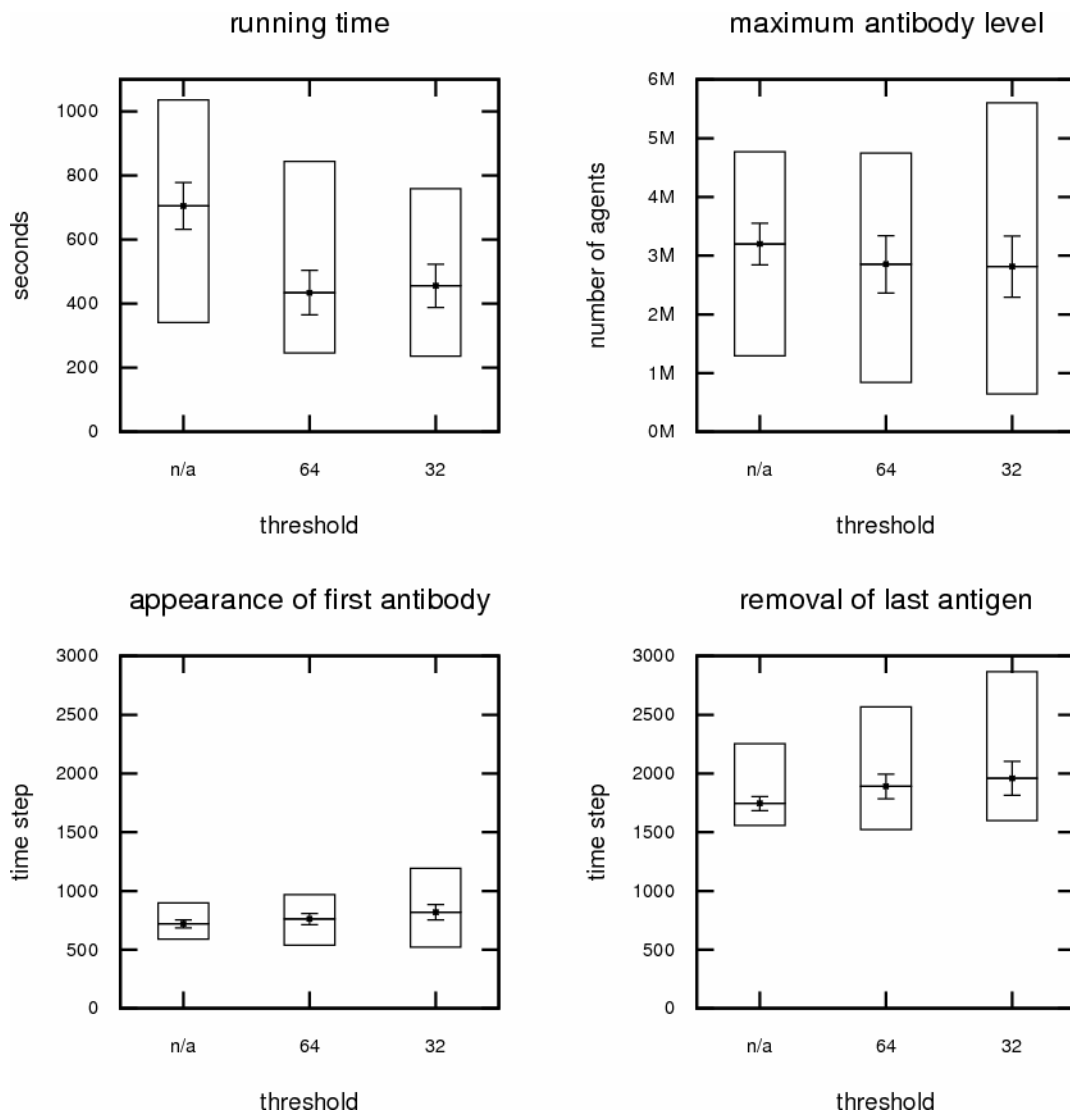 running time
1000
800
600
400
200
0
seconds
n/a 64 32
threshold
maximum antibody level
6M
5M
4M
3M
2M
1M
0M
number of agents
n/a 64 32
threshold
appearance of first antibody
3000
2500
2000
1500
1000
500
0
time step
n/a 64 32
threshold
removal of last antigen
3000
2500
2000
1500
1000
500
0
time step
n/a 64 32
threshold